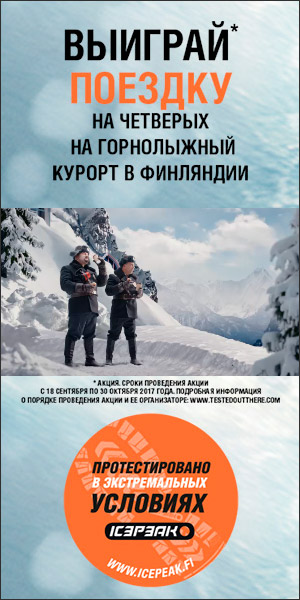 ВЫИГРАЙ*
ПОЕЗДКУ
НА ЧЕТВЕРЫХ
НА ГОРНОЛЫЖНЫЙ
КУРОРТ В ФИНЛЯНДИИ
* АКЦИЯ. СРОКИ ПРОВЕДЕНИЯ АКЦИИ
С 18 СЕНТЯБРЯ ПО 30 ОКТЯБРЯ 2017 ГОДА. ПОДРОБНАЯ ИНФОРМАЦИЯ
О ПОРЯДКЕ ПРОВЕДЕНИЯ АКЦИИ И ЕЕ ОРГАНИЗАТОРЕ: WWW.TESTEDOUTTHERE.COM
ПРОТЕСТИРОВАНО
В ЭКСТРЕМАЛЬНЫХ
УСЛОВИЯХ
ICEPEAK
WWW.ICEPEAK.FI